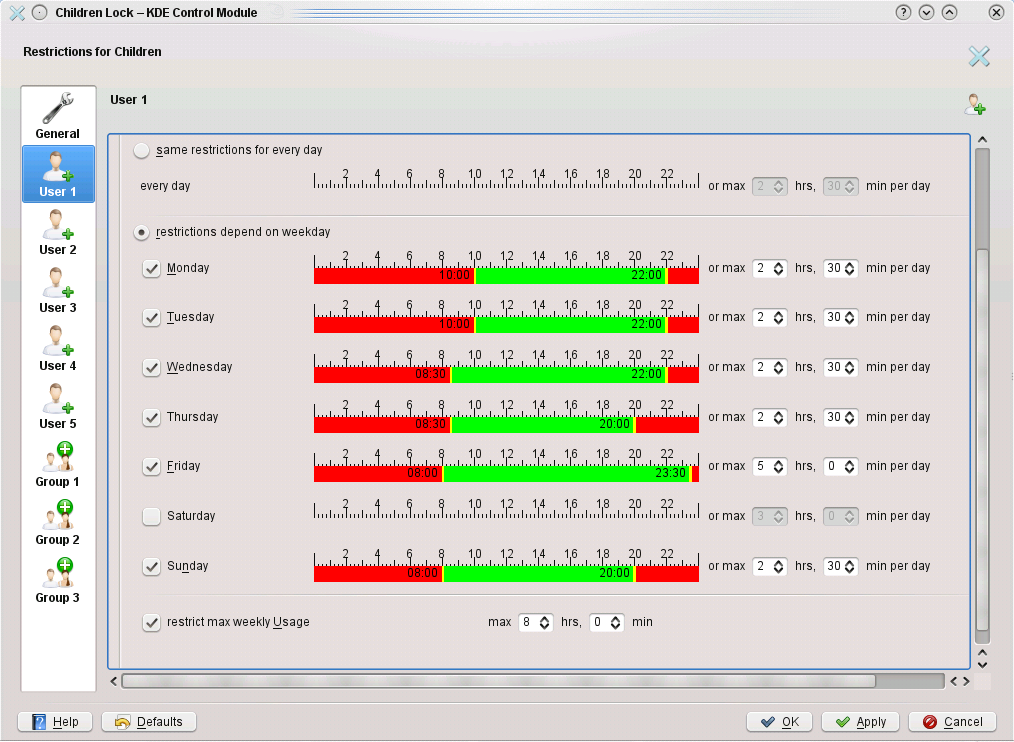 Children Lock – KDE Control Module
Restrictions for Children
General
User 1
User 2
User 3
User 4
User 5
Group 1
Group 2
Group 3
User 1
same restrictions for every day
every day 2 4 6 8 10 12 14 16 18 20 22 or max 2 hrs, 30 min per day
restrictions depend on weekday
Monday 2 4 6 8 10 12 14 16 18 20 22 or max 2 hrs, 30 min per day
10:00 22:00
Tuesday 2 4 6 8 10 12 14 16 18 20 22 or max 2 hrs, 30 min per day
10:00 22:00
Wednesday 2 4 6 8 10 12 14 16 18 20 22 or max 2 hrs, 30 min per day
08:30 22:00
Thursday 2 4 6 8 10 12 14 16 18 20 22 or max 2 hrs, 30 min per day
08:30 20:00
Friday 2 4 6 8 10 12 14 16 18 20 22 or max 5 hrs, 0 min per day
08:00 23:30
Saturday 2 4 6 8 10 12 14 16 18 20 22 or max 3 hrs, 0 min per day
Sunday 2 4 6 8 10 12 14 16 18 20 22 or max 2 hrs, 30 min per day
08:00 20:00
restrict max weekly Usage max 8 hrs, 0 min
Help Defaults OK Apply Cancel